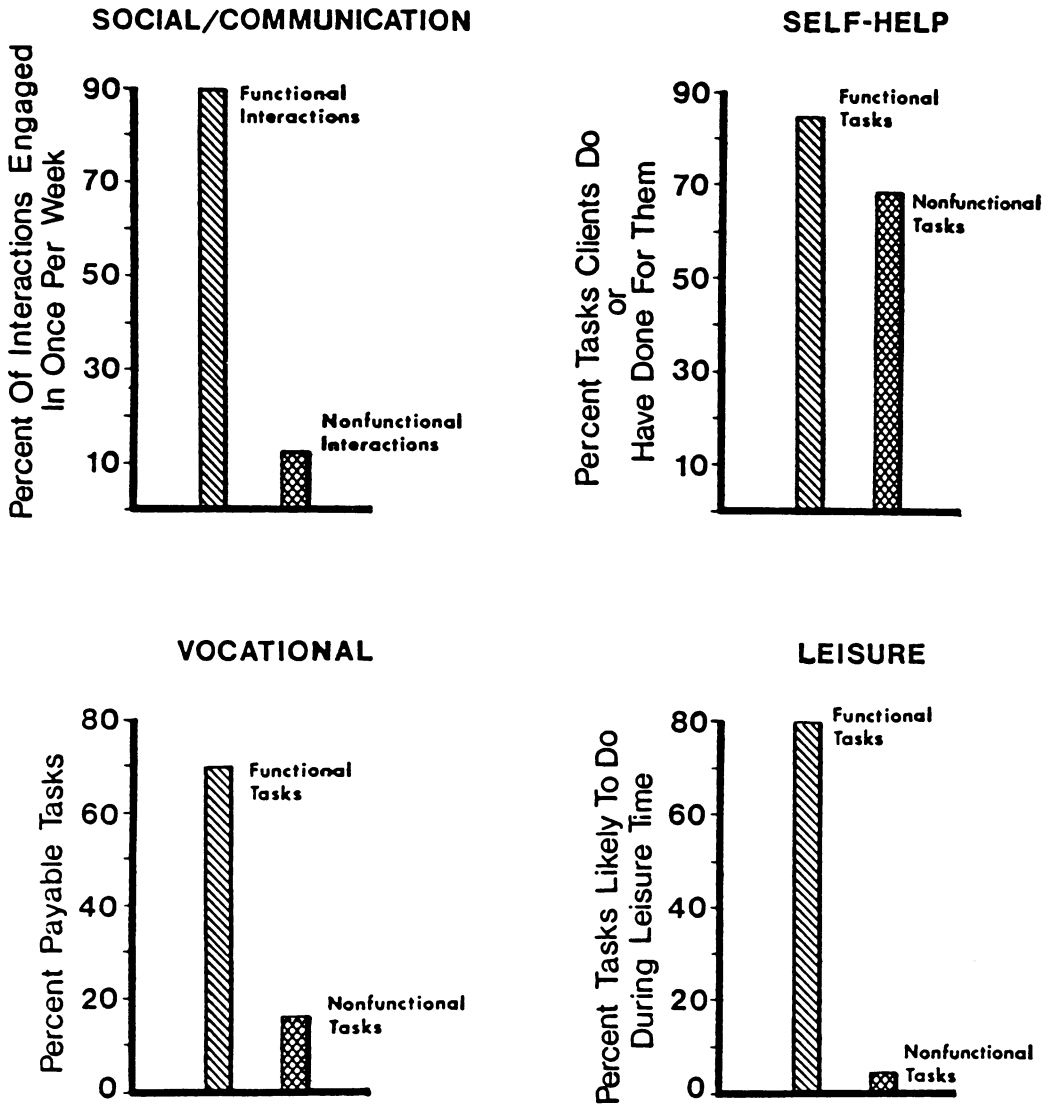 SOCIAL/COMMUNICATION
Percent Of Interactions Engaged
In Once Per Week
90
70
50
30
10
Functional
Interactions
Nonfunctional
Interactions
SELF-HELP
Percent Tasks Clients Do
or
Have Done For Them
90
70
50
30
10
Functional
Tasks
Nonfunctional
Tasks
VOCATIONAL
Percent Payable Tasks
80
60
40
20
0
Functional
Tasks
Nonfunctional
Tasks
LEISURE
Percent Tasks Likely To Do
During Leisure Time
80
60
40
20
0
Functional
Tasks
Nonfunctional
Tasks